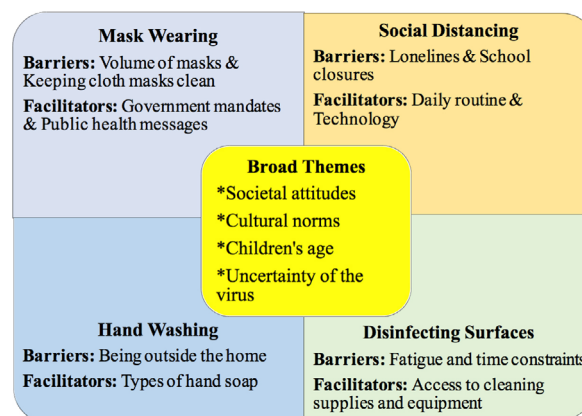 Mask Wearing
Barriers: Volume of masks &
Keeping cloth masks clean
Facilitators: Government mandates
& Public health messages
Social Distancing
Barriers: Lonelines & School
closures
Facilitators: Daily routine &
Technology
Broad Themes
*Societal attitudes
*Cultural norms
*Children's age
*Uncertainty of the
virus
Hand Washing
Barriers: Being outside the home
Facilitators: Types of hand soap
Disinfecting Surfaces
Barriers: Fatigue and time constraints
Facilitators: Access to cleaning
supplies and equipment